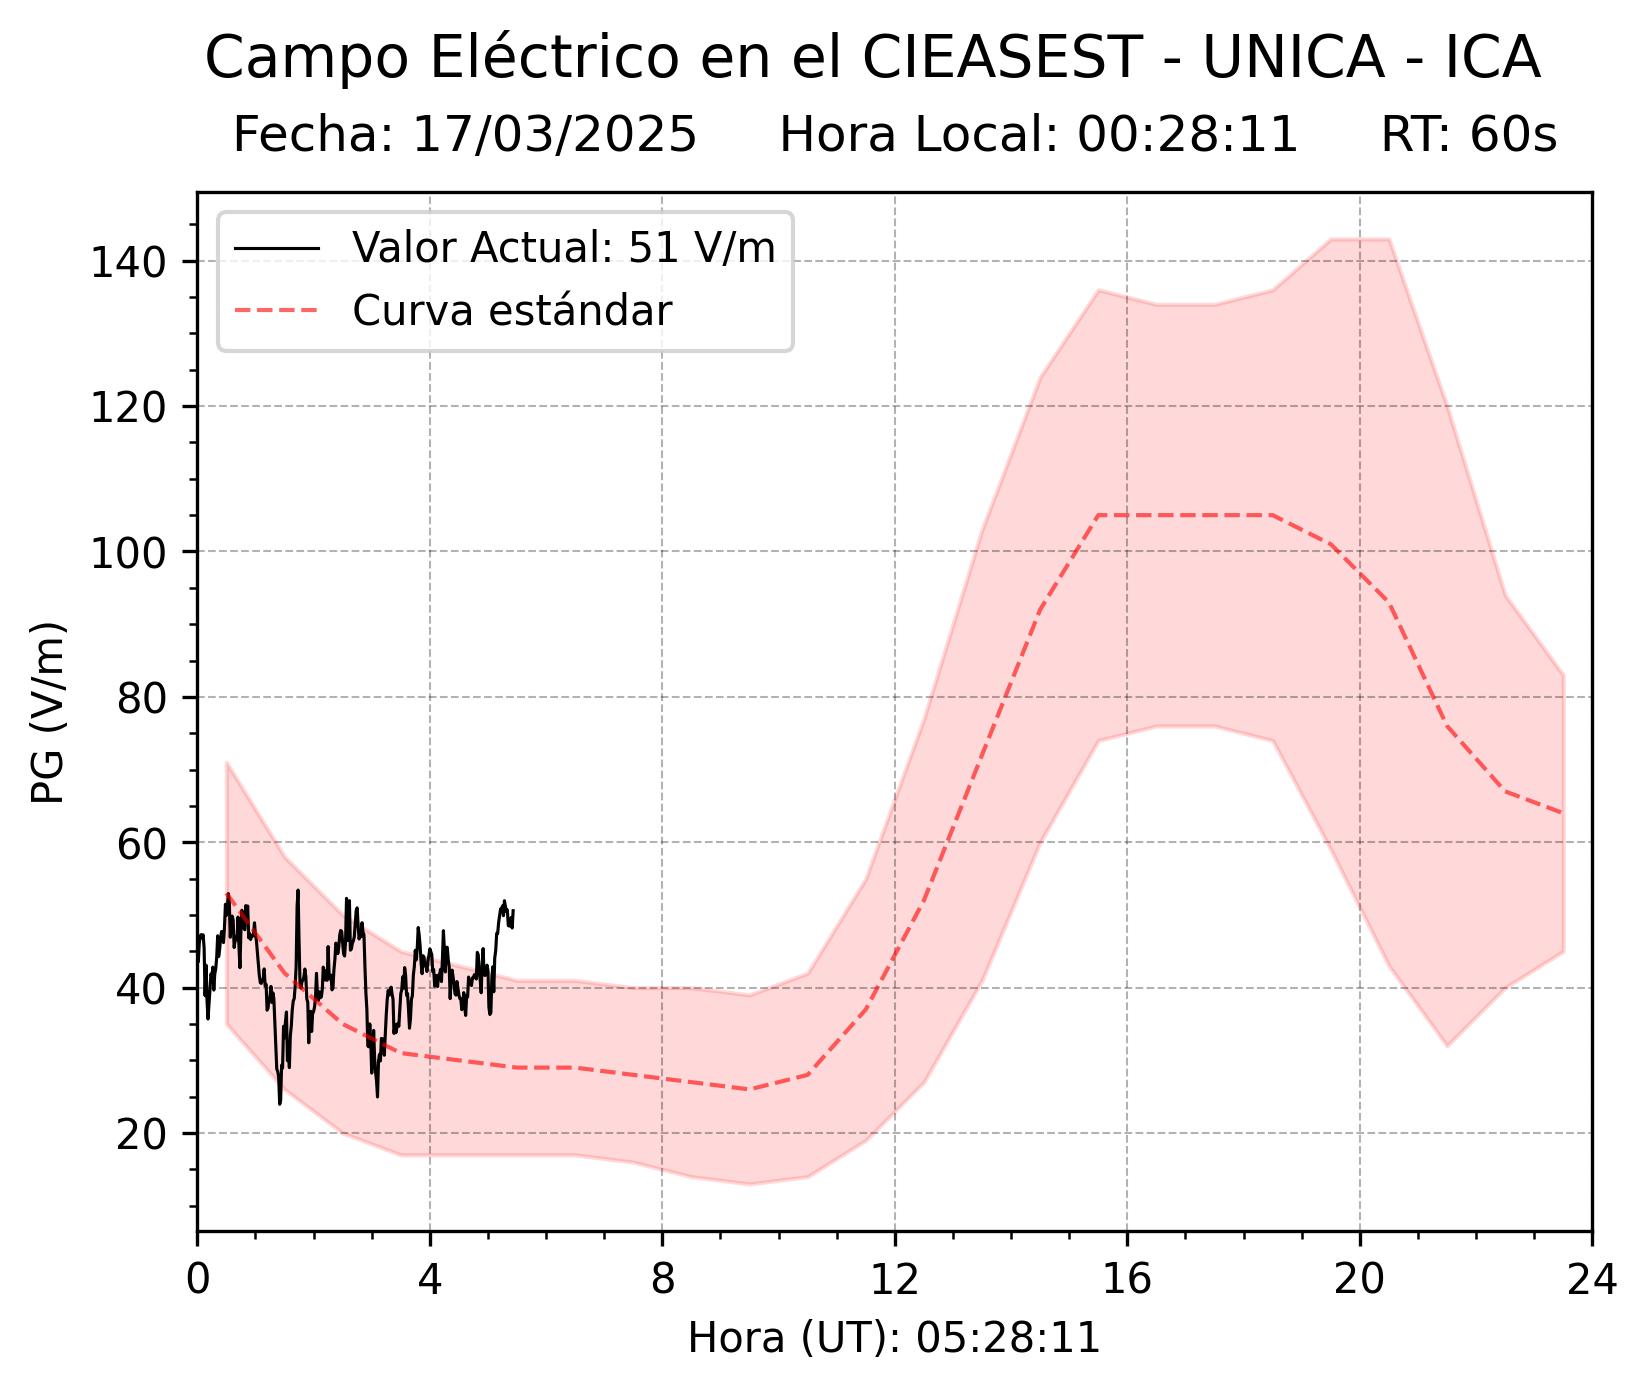 Campo Eléctrico en el CIEASEST - UNICA - ICA
Fecha: 17/03/2025 Hora Local: 00:28:11 RT: 60s
Valor Actual: 51 V/m
Curva estándar
140
120
100
80
60
40
20
PG (V/m)
0 4 8 12 16 20 24
Hora (UT): 05:28:11